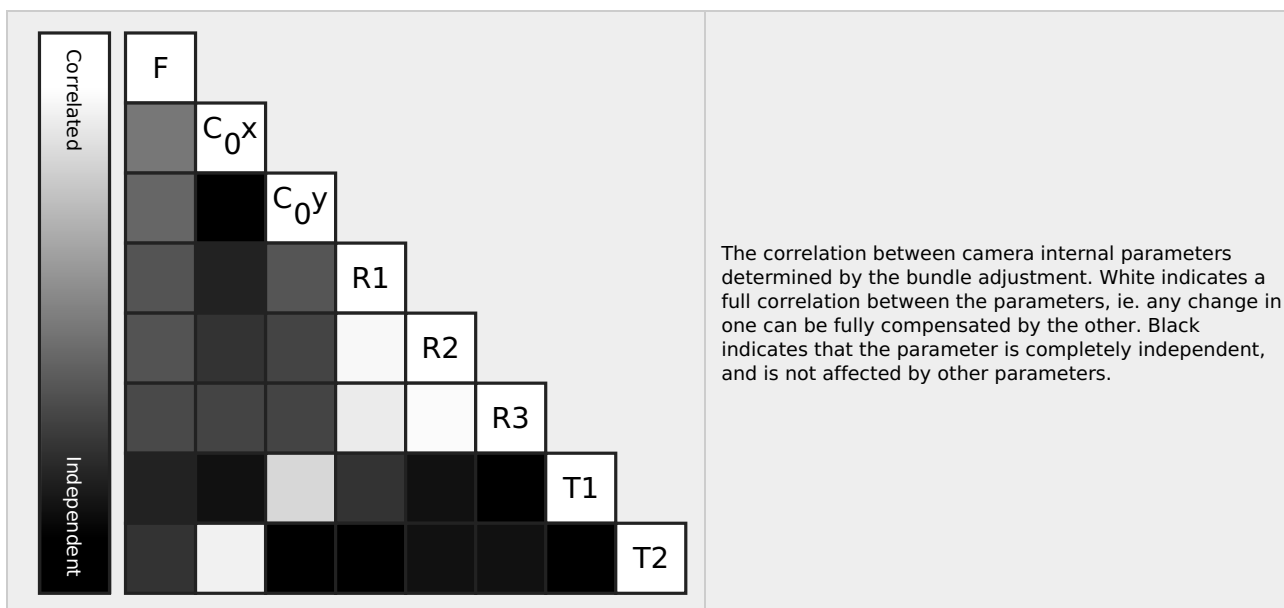 Correlated
Independent
F
C₀x
C₀y
R1
R2
R3
T1
T2
The correlation between camera internal parameters
determined by the bundle adjustment. White indicates a
full correlation between the parameters, ie. any change in
one can be fully compensated by the other. Black
indicates that the parameter is completely independent,
and is not affected by other parameters.